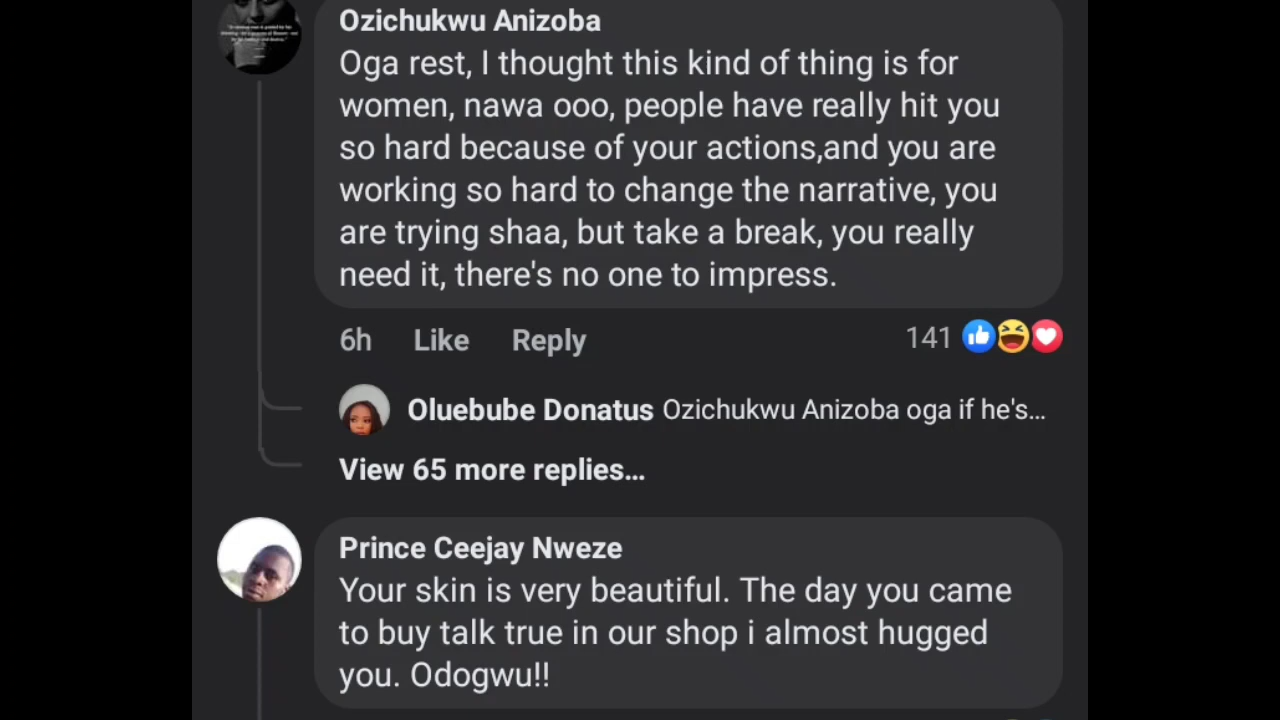 Ozichukwu Anizoba
Oga rest, I thought this kind of thing is for
women, nawa ooo, people have really hit you
so hard because of your actions,and you are
working so hard to change the narrative, you
are trying shaa, but take a break, you really
need it, there's no one to impress.
6h Like Reply 141
Oluebube Donatus Ozichukwu Anizoba oga if he's...
View 65 more replies...
Prince Ceejay Nweze
Your skin is very beautiful. The day you came
to buy talk true in our shop i almost hugged
you. Odogwu!!